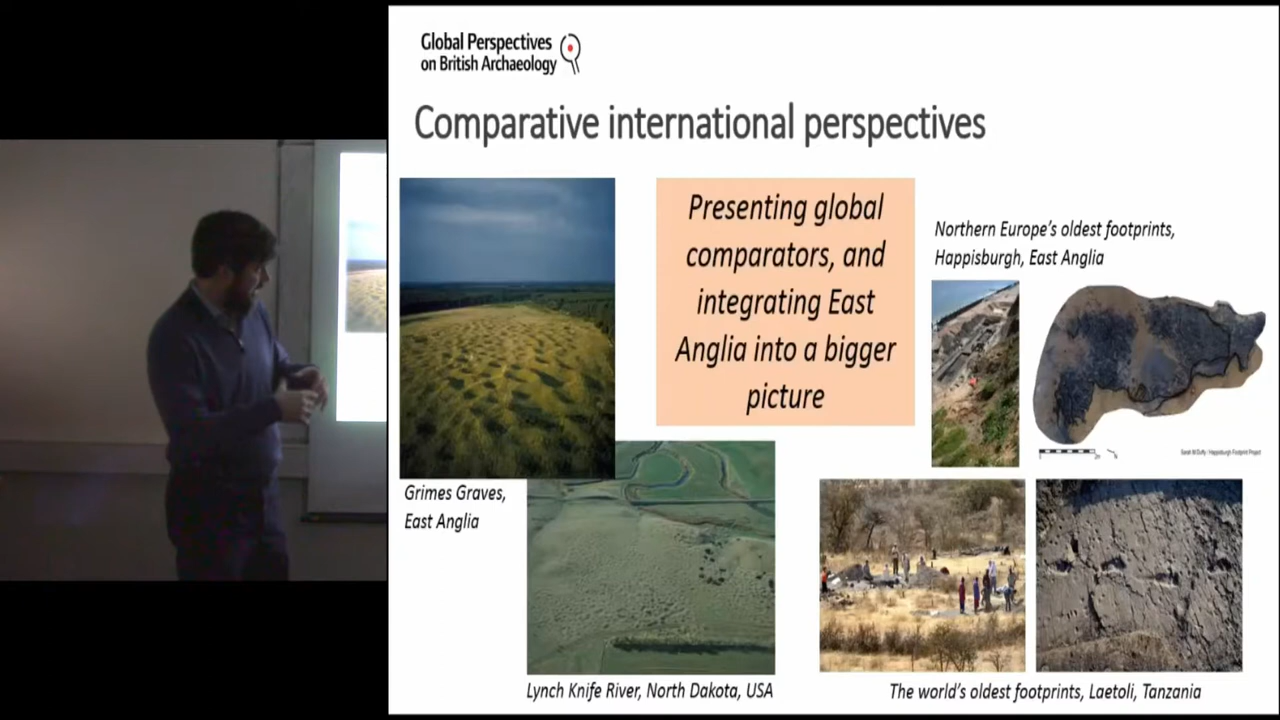 Global Perspectives
on British Archaeology
Comparative international perspectives
Presenting global
comparators, and
integrating East
Anglia into a bigger
picture
Northern Europe's oldest footprints,
Happisburgh, East Anglia
Grimes Graves,
East Anglia
Lynch Knife River, North Dakota, USA
The world's oldest footprints, Laetoli, Tanzania